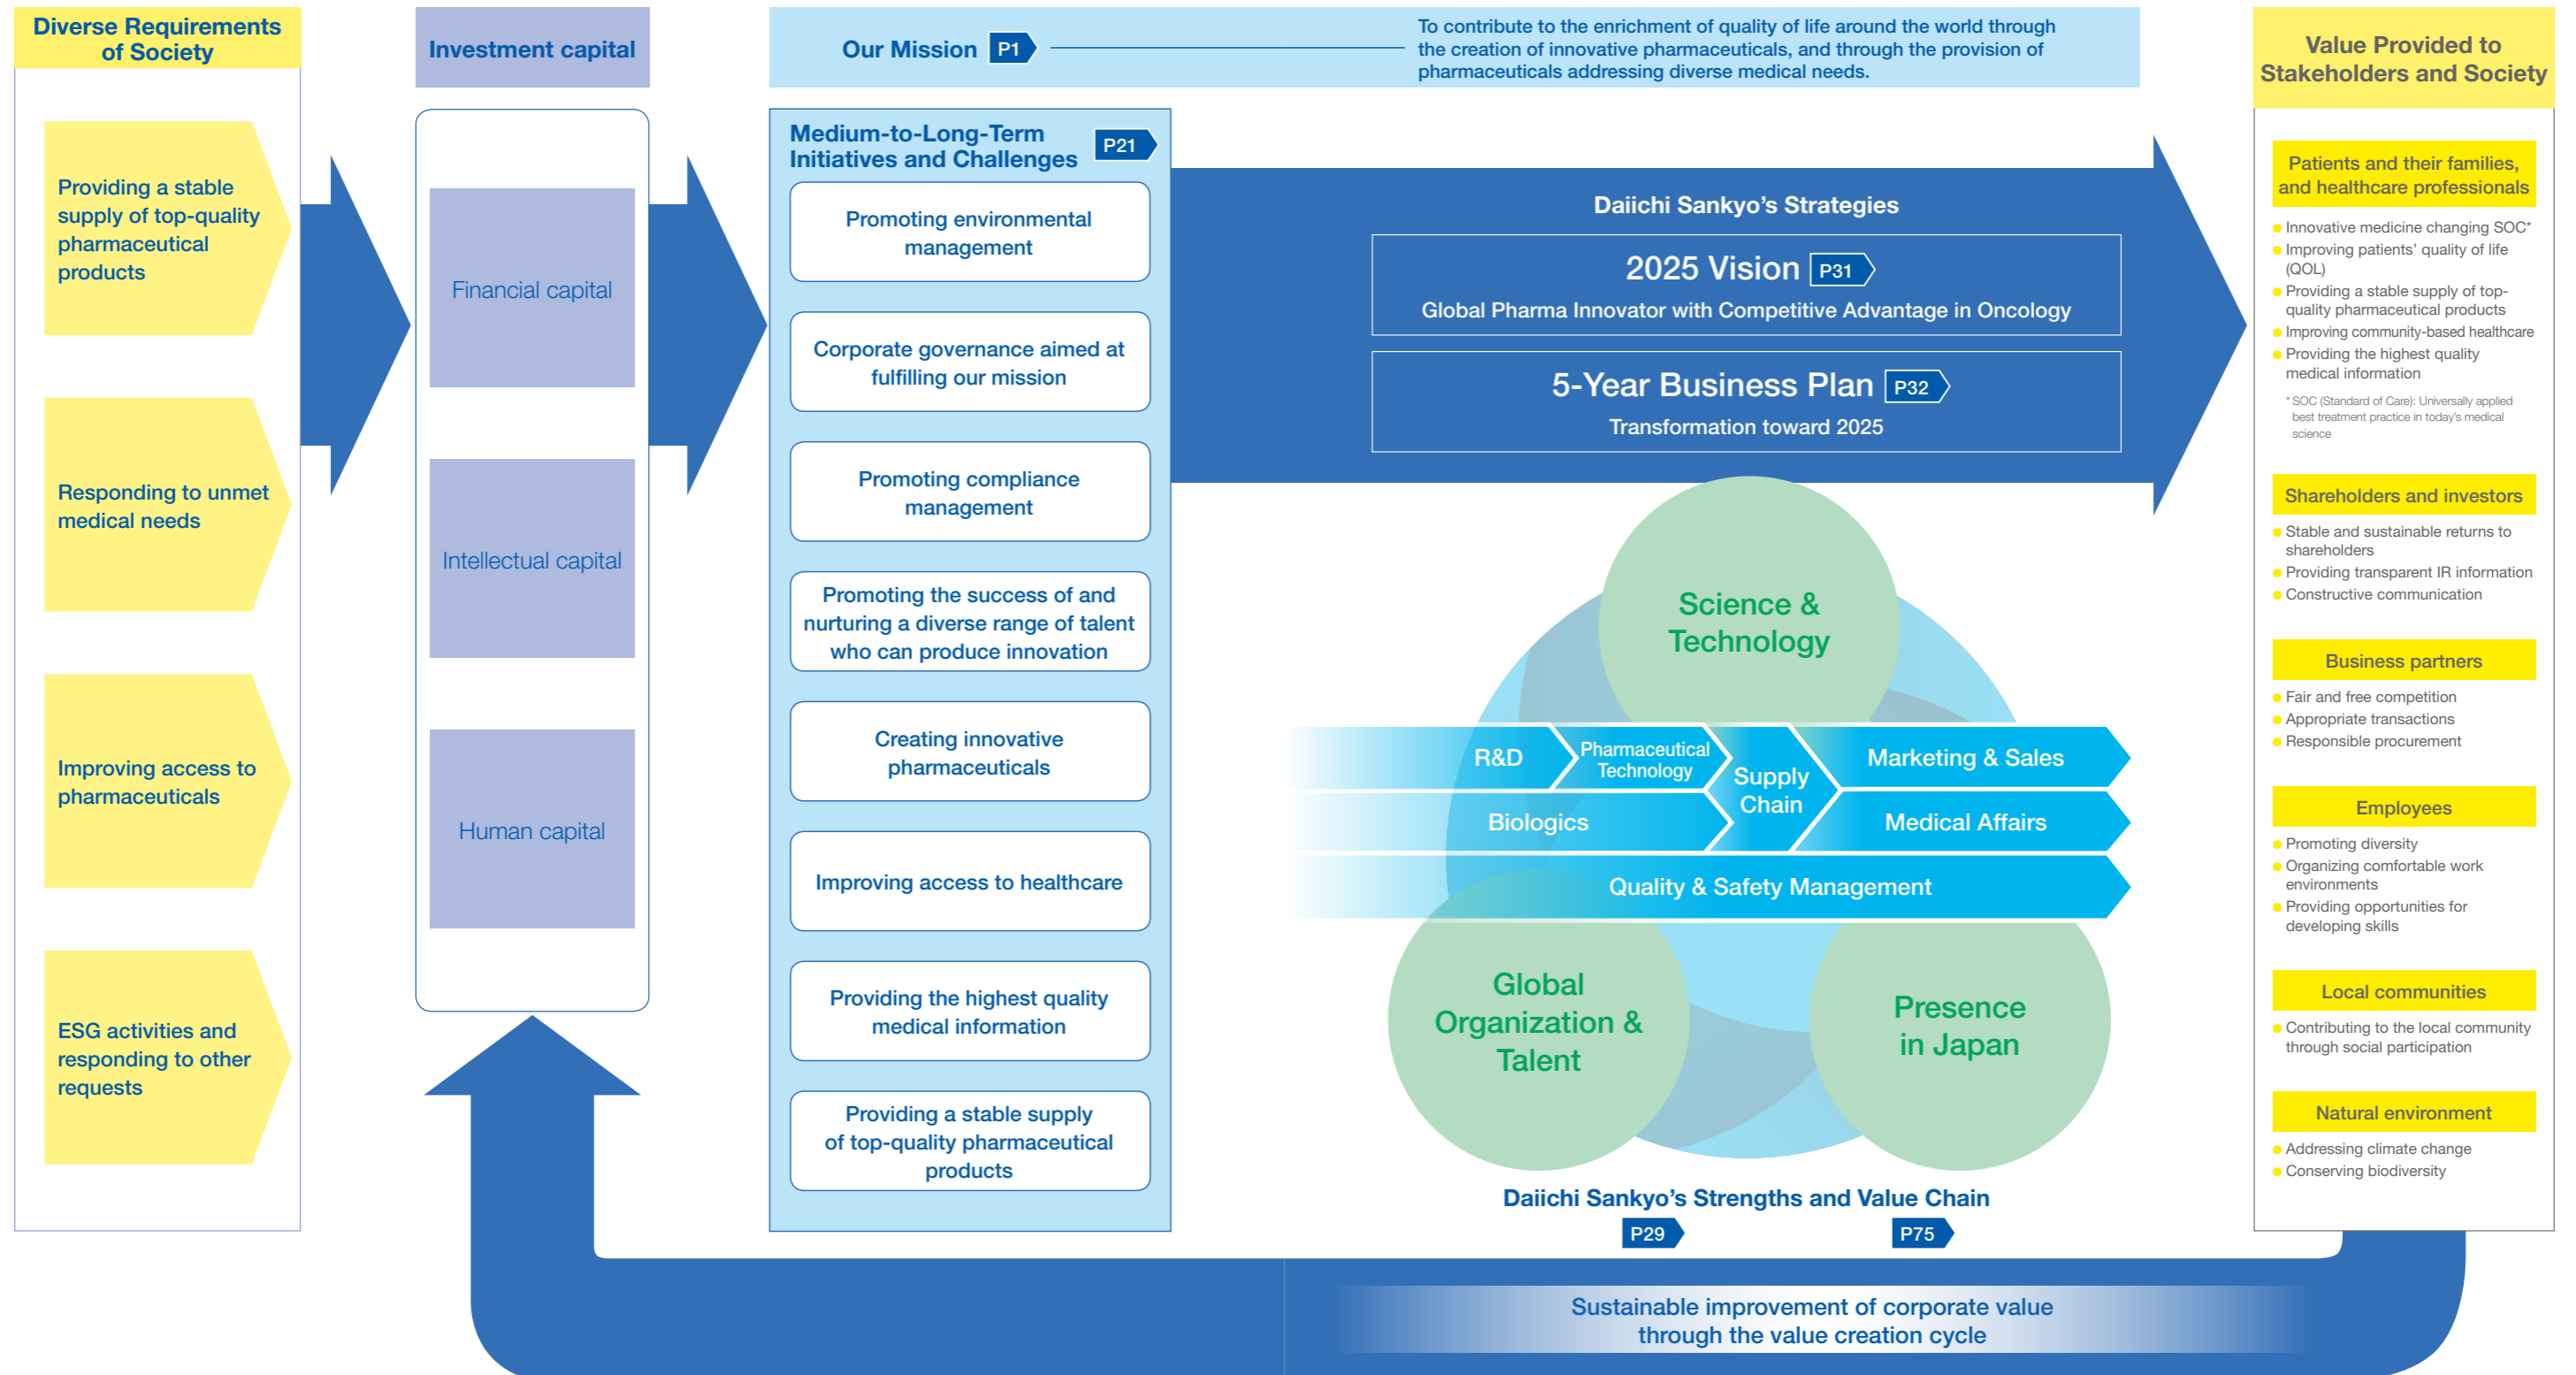 Diverse Requirements
of Society
Providing a stable
supply of top-quality
pharmaceutical
products
Responding to unmet
medical needs
Improving access to
pharmaceuticals
ESG activities and
responding to other
requests
Investment capital
Financial capital
Intellectual capital
Human capital
Our Mission P1
To contribute to the enrichment of quality of life around the world through
the creation of innovative pharmaceuticals, and through the provision of
pharmaceuticals addressing diverse medical needs.
Medium-to-Long-Term
Initiatives and Challenges P21
Promoting environmental
management
Corporate governance aimed at
fulfilling our mission
Promoting compliance
management
Promoting the success of and
nurturing a diverse range of talent
who can produce innovation
Creating innovative
pharmaceuticals
Improving access to healthcare
Providing the highest quality
medical information
Providing a stable supply
of top-quality pharmaceutical
products
Daiichi Sankyo’s Strategies
2025 Vision P31
Global Pharma Innovator with Competitive Advantage in Oncology
5-Year Business Plan P32
Transformation toward 2025
Science &
Technology
R&D
Pharmaceutical
Technology
Supply
Chain
Marketing & Sales
Biologics
Medical Affairs
Quality & Safety Management
Global
Organization &
Talent
Presence
in Japan
Daiichi Sankyo’s Strengths and Value Chain
P29
P75
Sustainable improvement of corporate value
through the value creation cycle
Value Provided to
Stakeholders and Society
Patients and their families,
and healthcare professionals
● Innovative medicine changing SOC*
● Improving patients’ quality of life
(QOL)
● Providing a stable supply of top-
quality pharmaceutical products
● Improving community-based healthcare
● Providing the highest quality
medical information
* SOC (Standard of Care): Universally applied
best treatment practice in today’s medical
science
Shareholders and investors
● Stable and sustainable returns to
shareholders
● Providing transparent IR information
● Constructive communication
Business partners
● Fair and free competition
● Appropriate transactions
● Responsible procurement
Employees
● Promoting diversity
● Organizing comfortable work
environments
● Providing opportunities for
developing skills
Local communities
● Contributing to the local community
through social participation
Natural environment
● Addressing climate change
● Conserving biodiversity